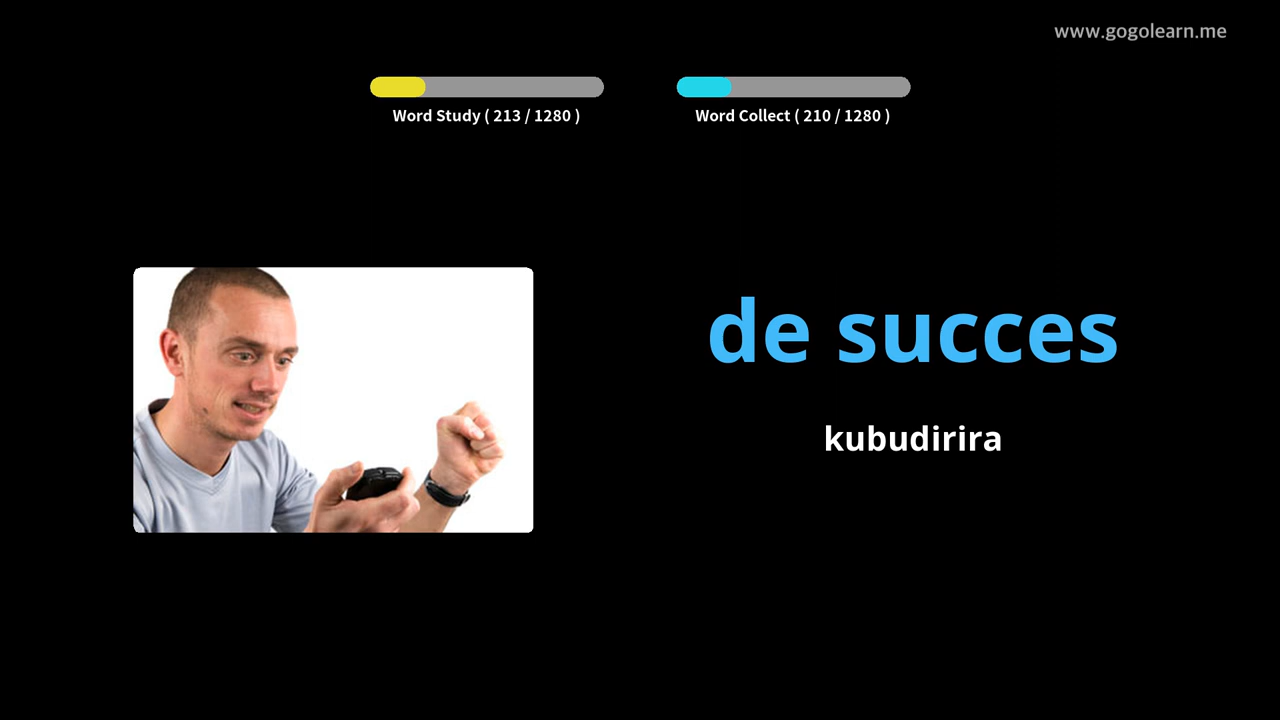 www.gogolearn.me
Word Study ( 213 / 1280 )
Word Collect ( 210 / 1280 )
de succes
kubudirira